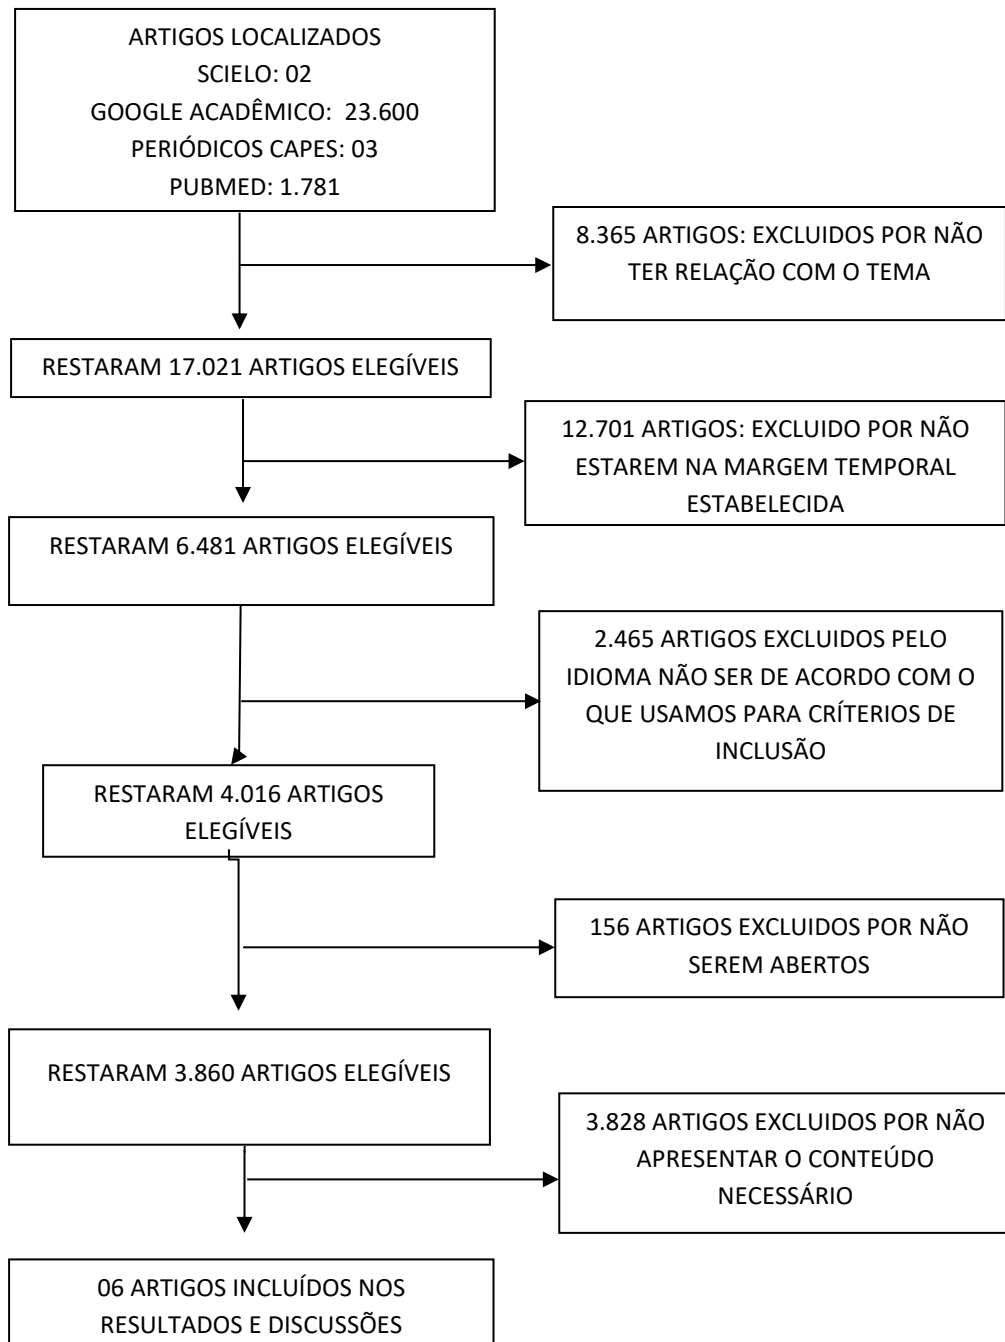 ARTIGOS LOCALIZADOS
SCIELO: 02
GOOGLE ACADÊMICO: 23.600
PERIÓDICOS CAPES: 03
PUBMED: 1.781
8.365 ARTIGOS: EXCLUIDOS POR NÃO
TER RELAÇÃO COM O TEMA
RESTARAM 17.021 ARTIGOS ELEGÍVEIS
12.701 ARTIGOS: EXCLUIDO POR NÃO
ESTAREM NA MARGEM TEMPORAL
ESTABELECIDA
RESTARAM 6.481 ARTIGOS ELEGÍVEIS
2.465 ARTIGOS EXCLUIDOS PELO
IDIOMA NÃO SER DE ACORDO COM O
QUE USAMOS PARA CRÍTERIOS DE
INCLUSÃO
RESTARAM 4.016 ARTIGOS
ELEGÍVEIS
156 ARTIGOS EXCLUIDOS POR NÃO
SEREM ABERTOS
RESTARAM 3.860 ARTIGOS ELEGÍVEIS
3.828 ARTIGOS EXCLUIDOS POR NÃO
APRESENTAR O CONTEÚDO
NECESSÁRIO
06 ARTIGOS INCLUÍDOS NOS
RESULTADOS E DISCUSSÕES